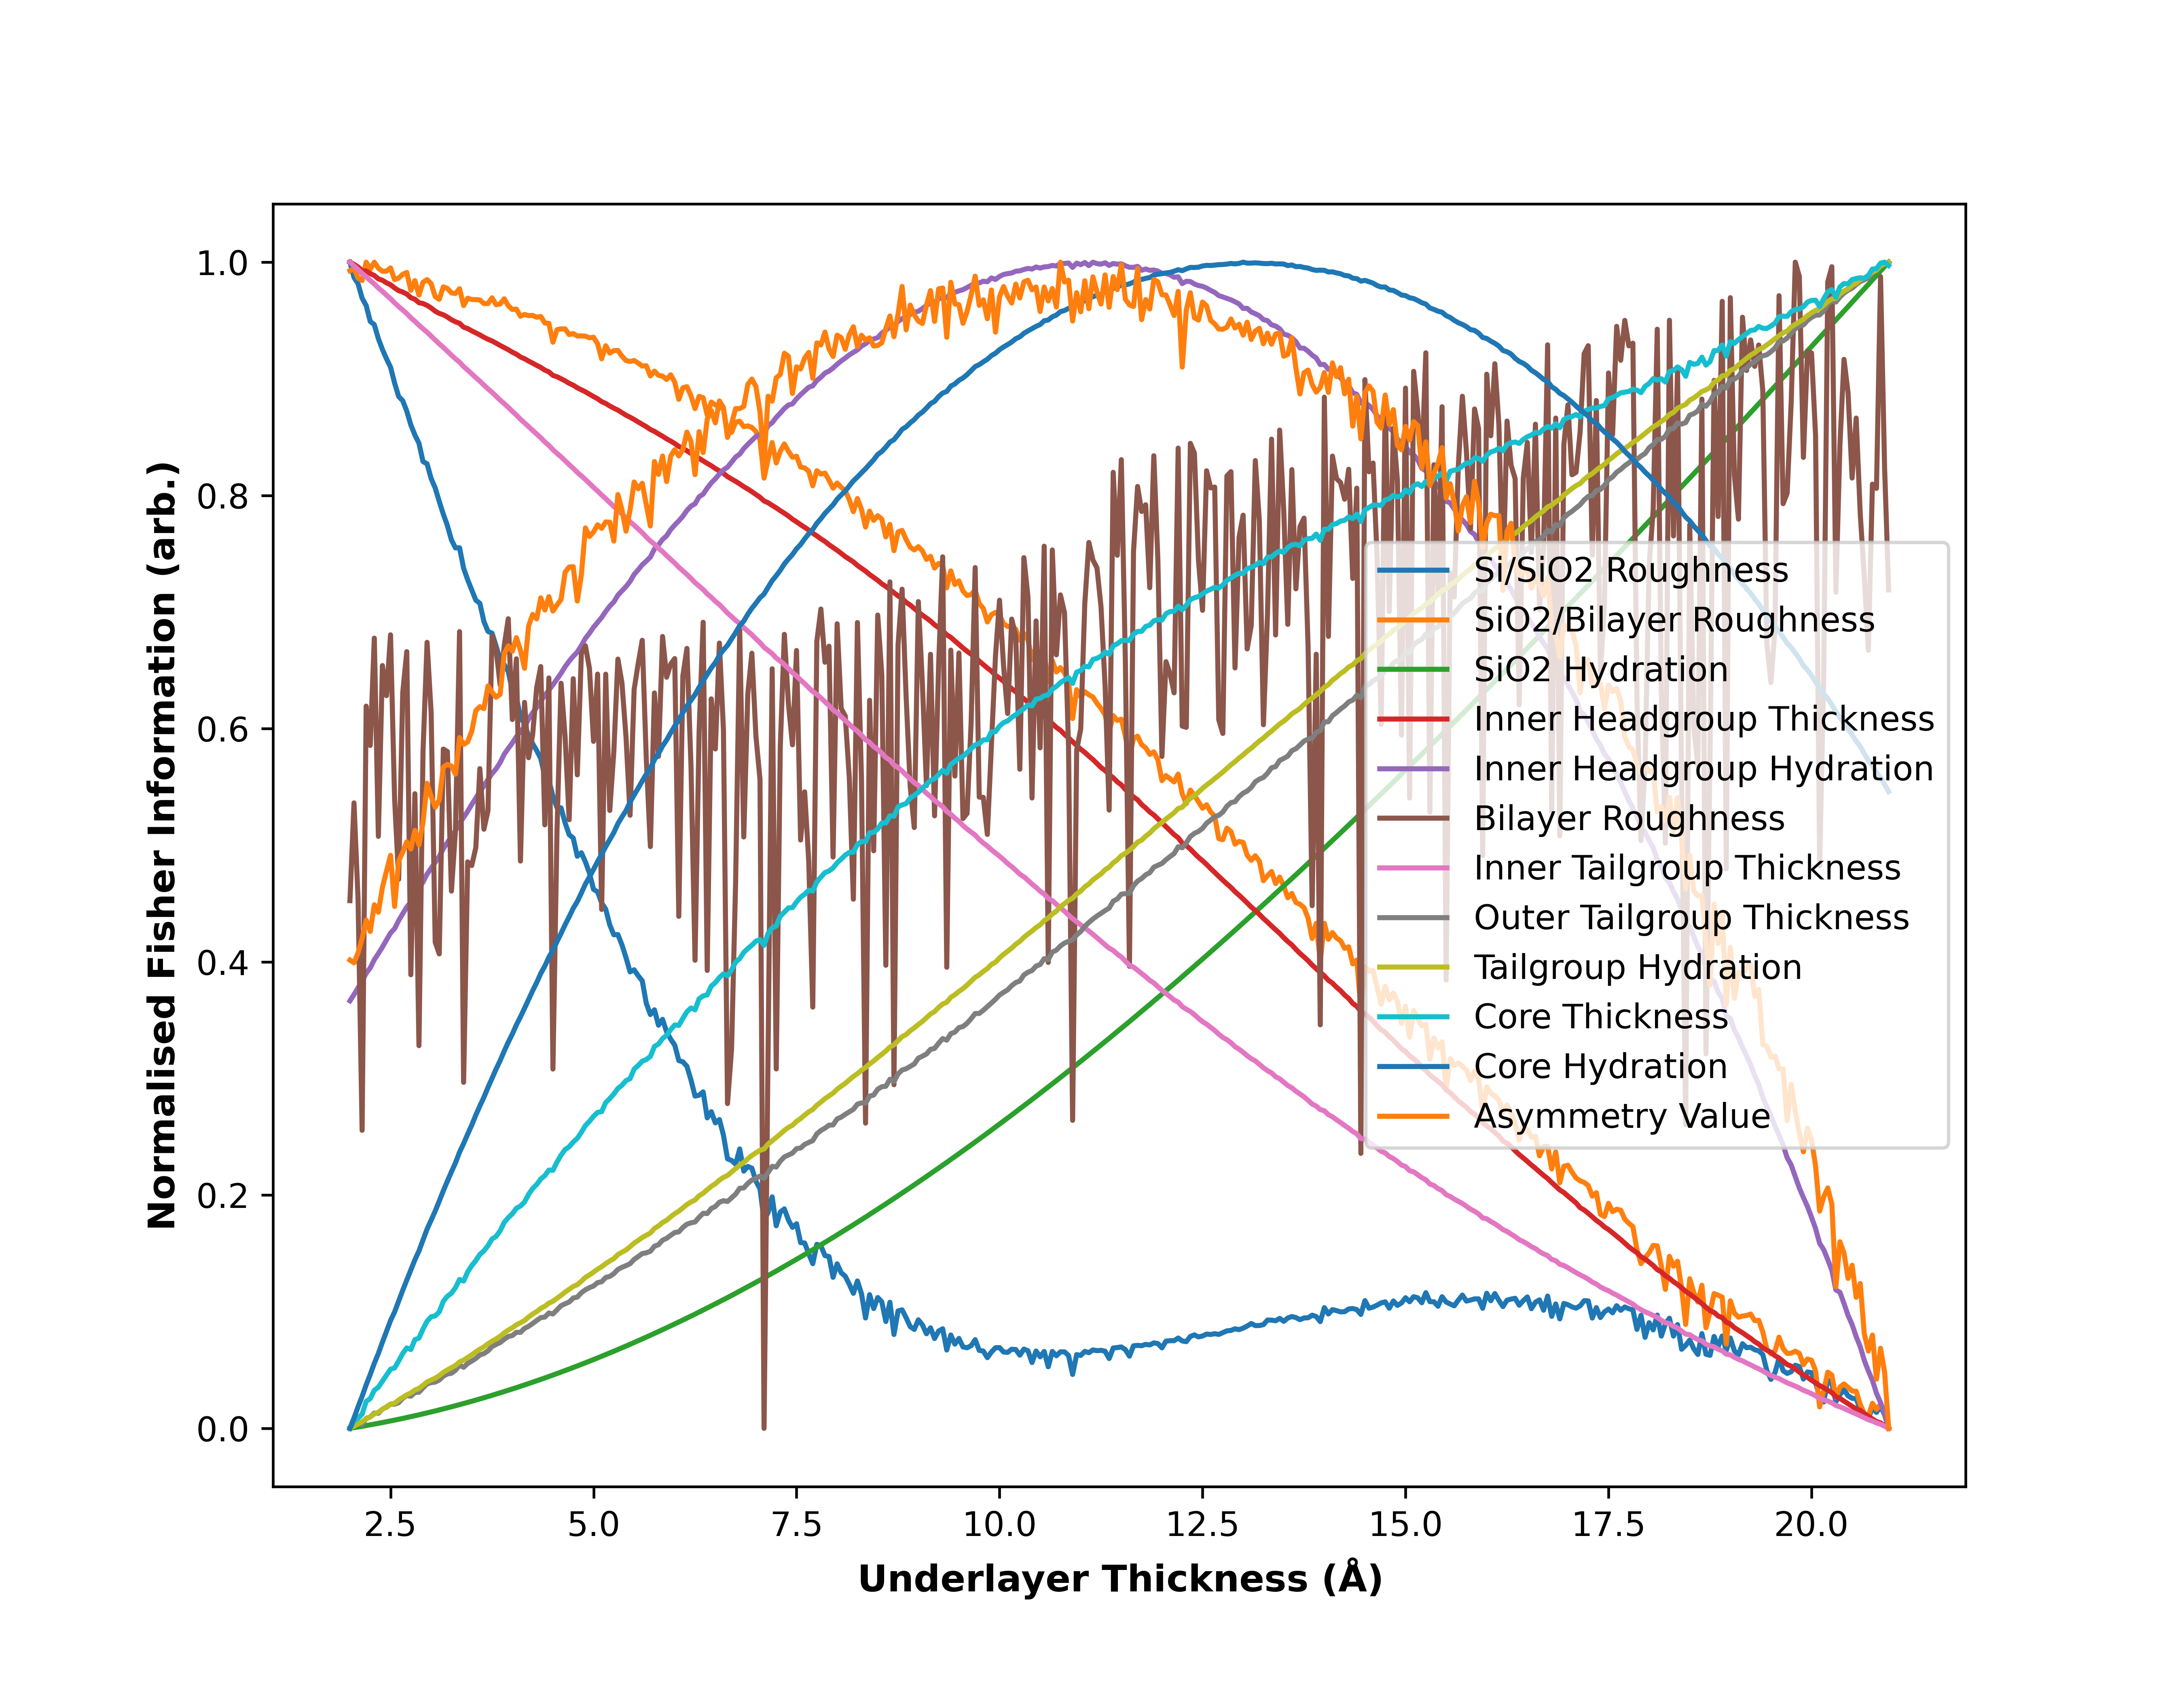 1.0
0.8
0.6
0.4
0.2
0.0
Normalised Fisher Information (arb.)
Si/SiO2 Roughness
SiO2/Bilayer Roughness
SiO2 Hydration
Inner Headgroup Thickness
Inner Headgroup Hydration
Bilayer Roughness
Inner Tailgroup Thickness
Outer Tailgroup Thickness
Tailgroup Hydration
Core Thickness
Core Hydration
Asymmetry Value
2.5 5.0 7.5 10.0 12.5 15.0 17.5 20.0
Underlayer Thickness (Å)